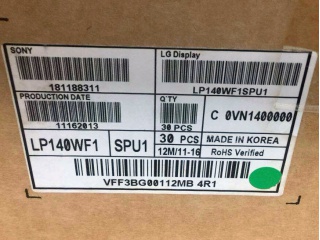 SONY
LG Display
181188311
LP140WF1SPU1
PRODUCTION DATE
Q'TY
11162013
30 PCS
C 0VN1400000
LP140WF1
SPU1
30 PCS
MADE IN KOREA
12M/11-16
RoHS Verified
VFF3BG00112MB 4R1